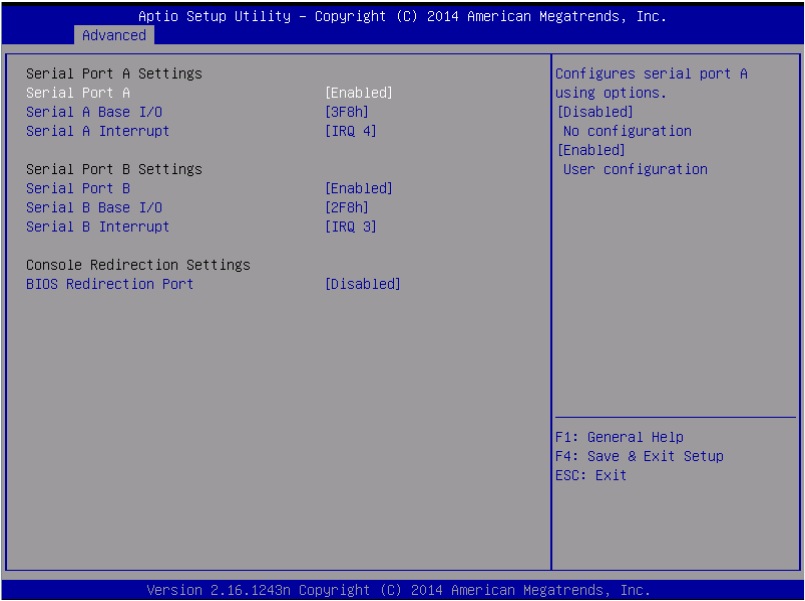 Aptio Setup Utility – Copyright (C) 2014 American Megatrends, Inc.
Advanced
Serial Port A Settings
Serial Port A [Enabled]
Serial A Base I/O [3F8h]
Serial A Interrupt [IRQ 4]
Serial Port B Settings
Serial Port B [Enabled]
Serial B Base I/O [2F8h]
Serial B Interrupt [IRQ 3]
Console Redirection Settings
BIOS Redirection Port [Disabled]
Configures serial port A
using options.
[Disabled]
No configuration
[Enabled]
User configuration
F1: General Help
F4: Save & Exit Setup
ESC: Exit
Version 2.16.1243n Copyright (C) 2014 American Megatrends, Inc.